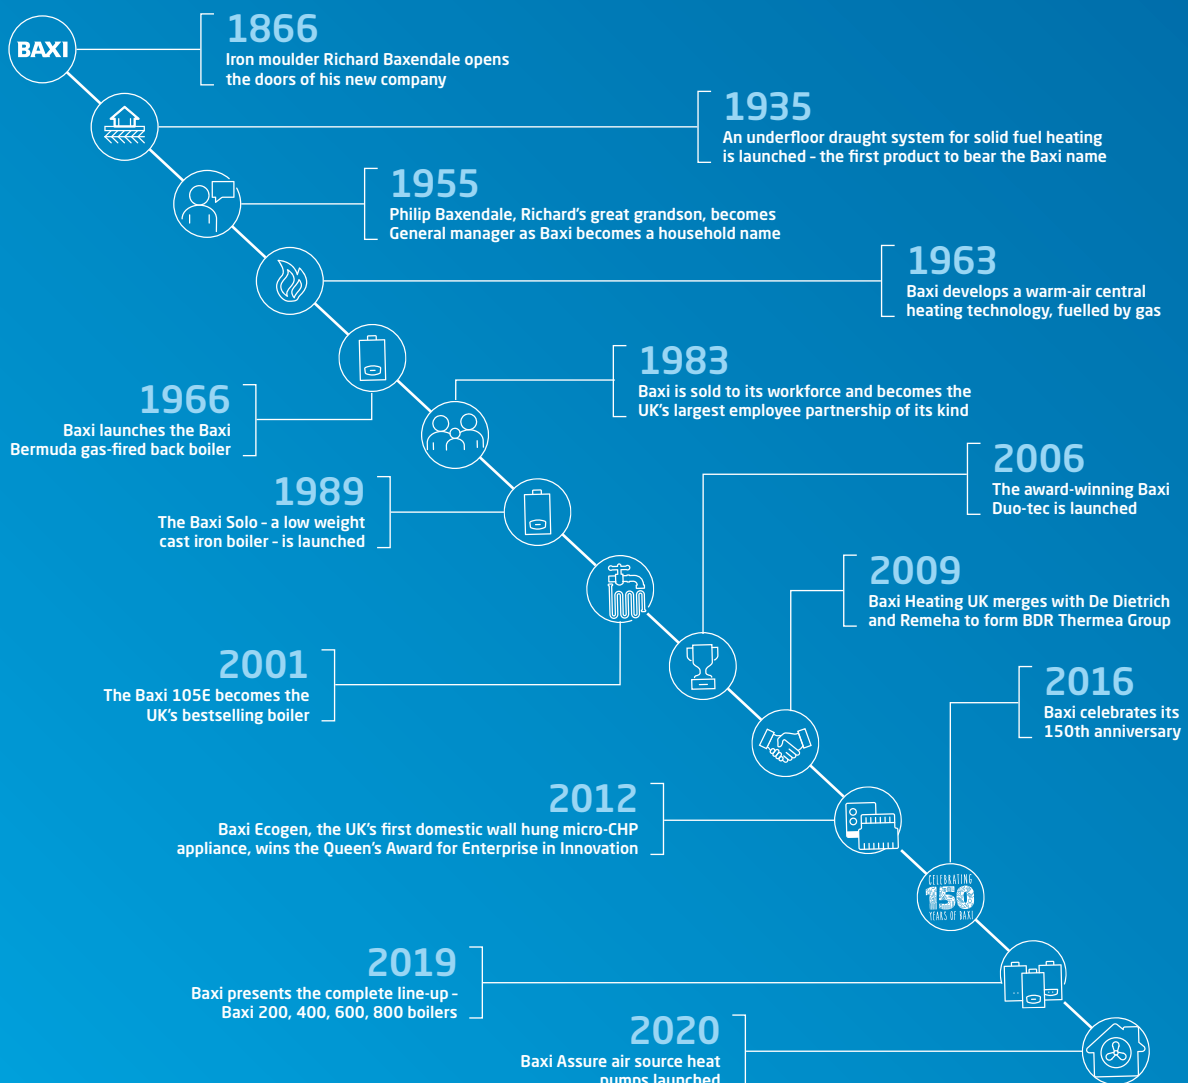 BAXI
1866
Iron moulder Richard Baxendale opens
the doors of his new company
1935
An underfloor draught system for solid fuel heating
is launched – the first product to bear the Baxi name
1955
Philip Baxendale, Richard's great grandson, becomes
General manager as Baxi becomes a household name
1963
Baxi develops a warm-air central
heating technology, fuelled by gas
1966
Baxi launches the Baxi
Bermuda gas-fired back boiler
1983
Baxi is sold to its workforce and becomes the
UK's largest employee partnership of its kind
1989
The Baxi Solo – a low weight
cast iron boiler – is launched
2001
The Baxi 105E becomes the
UK's bestselling boiler
2006
The award-winning Baxi
Duo-tec is launched
2009
Baxi Heating UK merges with De Dietrich
and Remeha to form BDR Thermea Group
2012
Baxi Ecogen, the UK's first domestic wall hung micro-CHP
appliance, wins the Queen's Award for Enterprise in Innovation
2016
Baxi celebrates its
150th anniversary
CELEBRATING
150
YEARS OF BAXI
2019
Baxi presents the complete line-up –
Baxi 200, 400, 600, 800 boilers
2020
Baxi Assure air source heat
pumps launched